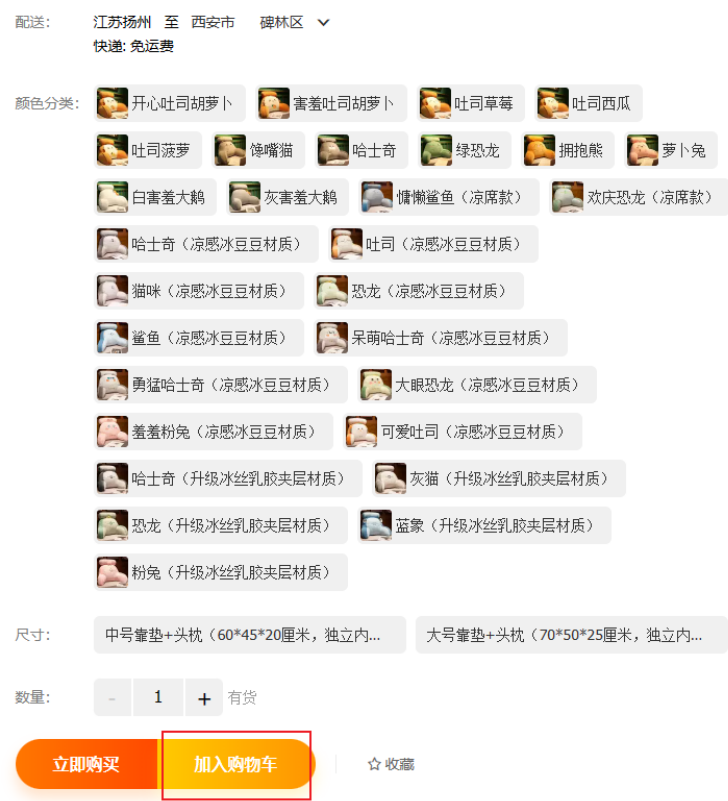 配送： 江苏扬州 至 西安市 碑林区
快递: 免运费
颜色分类： 开心吐司胡萝卜 害羞吐司胡萝卜 吐司草莓 吐司西瓜
吐司菠萝 馋嘴猫 哈士奇 绿恐龙 拥抱熊 萝卜兔
白害羞大鹅 灰害羞大鹅 慵懒鲨鱼（凉席款） 欢庆恐龙（凉席款）
哈士奇（凉感冰豆豆材质） 吐司（凉感冰豆豆材质）
猫咪（凉感冰豆豆材质） 恐龙（凉感冰豆豆材质）
鲨鱼（凉感冰豆豆材质） 呆萌哈士奇（凉感冰豆豆材质）
勇猛哈士奇（凉感冰豆豆材质） 大眼恐龙（凉感冰豆豆材质）
羞羞粉兔（凉感冰豆豆材质） 可爱吐司（凉感冰豆豆材质）
哈士奇（升级冰丝乳胶夹层材质） 灰猫（升级冰丝乳胶夹层材质）
恐龙（升级冰丝乳胶夹层材质） 蓝象（升级冰丝乳胶夹层材质）
粉兔（升级冰丝乳胶夹层材质）
尺寸： 中号靠垫+头枕（60*45*20厘米，独立内... 大号靠垫+头枕（70*50*25厘米，独立内...
数量： - 1 + 有货
立即购买 加入购物车 收藏